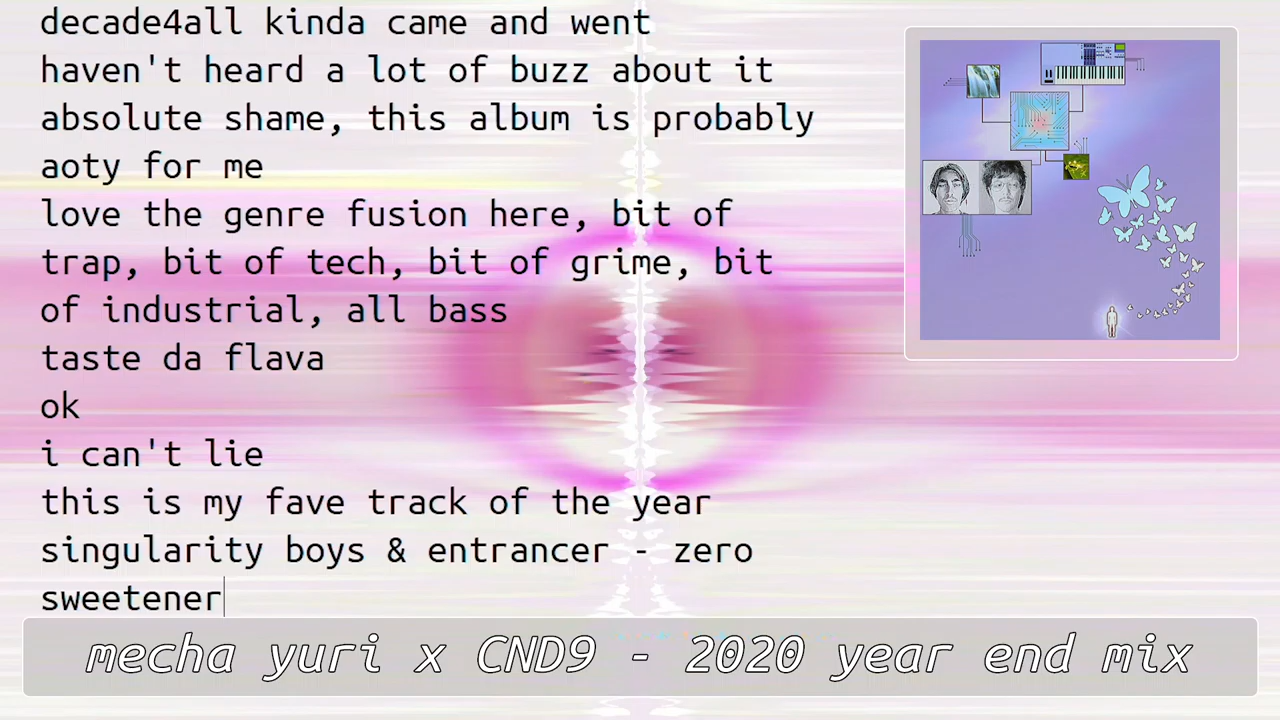 decade4all kinda came and went
haven't heard a lot of buzz about it
absolute shame, this album is probably
aoty for me
love the genre fusion here, bit of
trap, bit of tech, bit of grime, bit
of industrial, all bass
taste da flava
ok
i can't lie
this is my fave track of the year
singularity boys & entrancer - zero
sweetener
mecha yuri x CND9 - 2020 year end mix